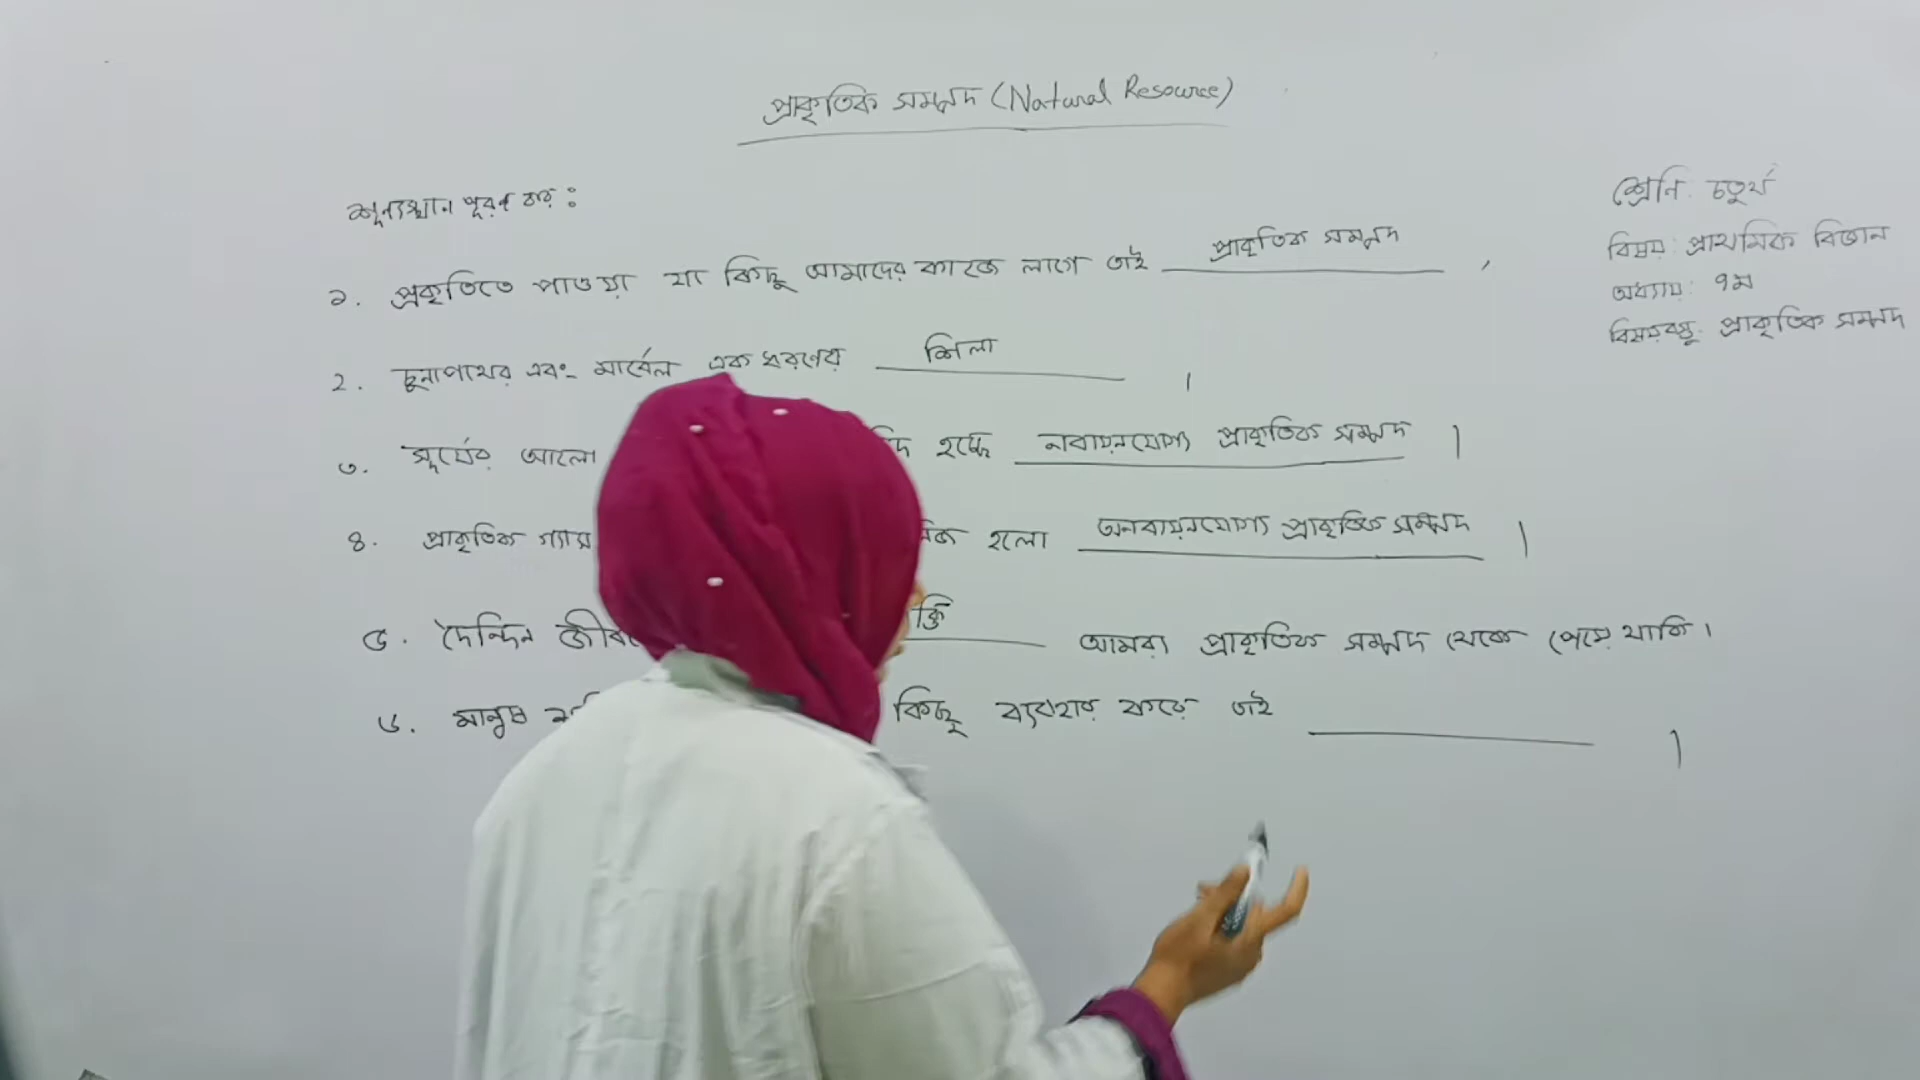 প্রাকৃতিক সম্পদ (Natural Resource)
শূন্যস্থান পূরণ কর :
১. প্রকৃতিতে পাওয়া যা কিছু আমাদের কাজে লাগে তাই প্রাকৃতিক সম্পদ ,
২. চুনাপাথর এবং মার্বেল এক ধরণের শিলা ।
৩. সূর্যের আলো হচ্ছে নবায়নযোগ্য প্রাকৃতিক সম্পদ ।
৪. প্রাকৃতিক গ্যাস হলো অনবায়নযোগ্য প্রাকৃতিক সম্পদ ।
৫. দৈনন্দিন আমরা প্রাকৃতিক সম্পদ থেকে পেয়ে থাকি ।
৬. মানুষ কিছু ব্যবহার করে তাই ।
শ্রেণি: চতুর্থ
বিষয়: প্রাথমিক বিজ্ঞান
অধ্যায়: ৭ম
বিষয়বস্তু: প্রাকৃতিক সম্পদ